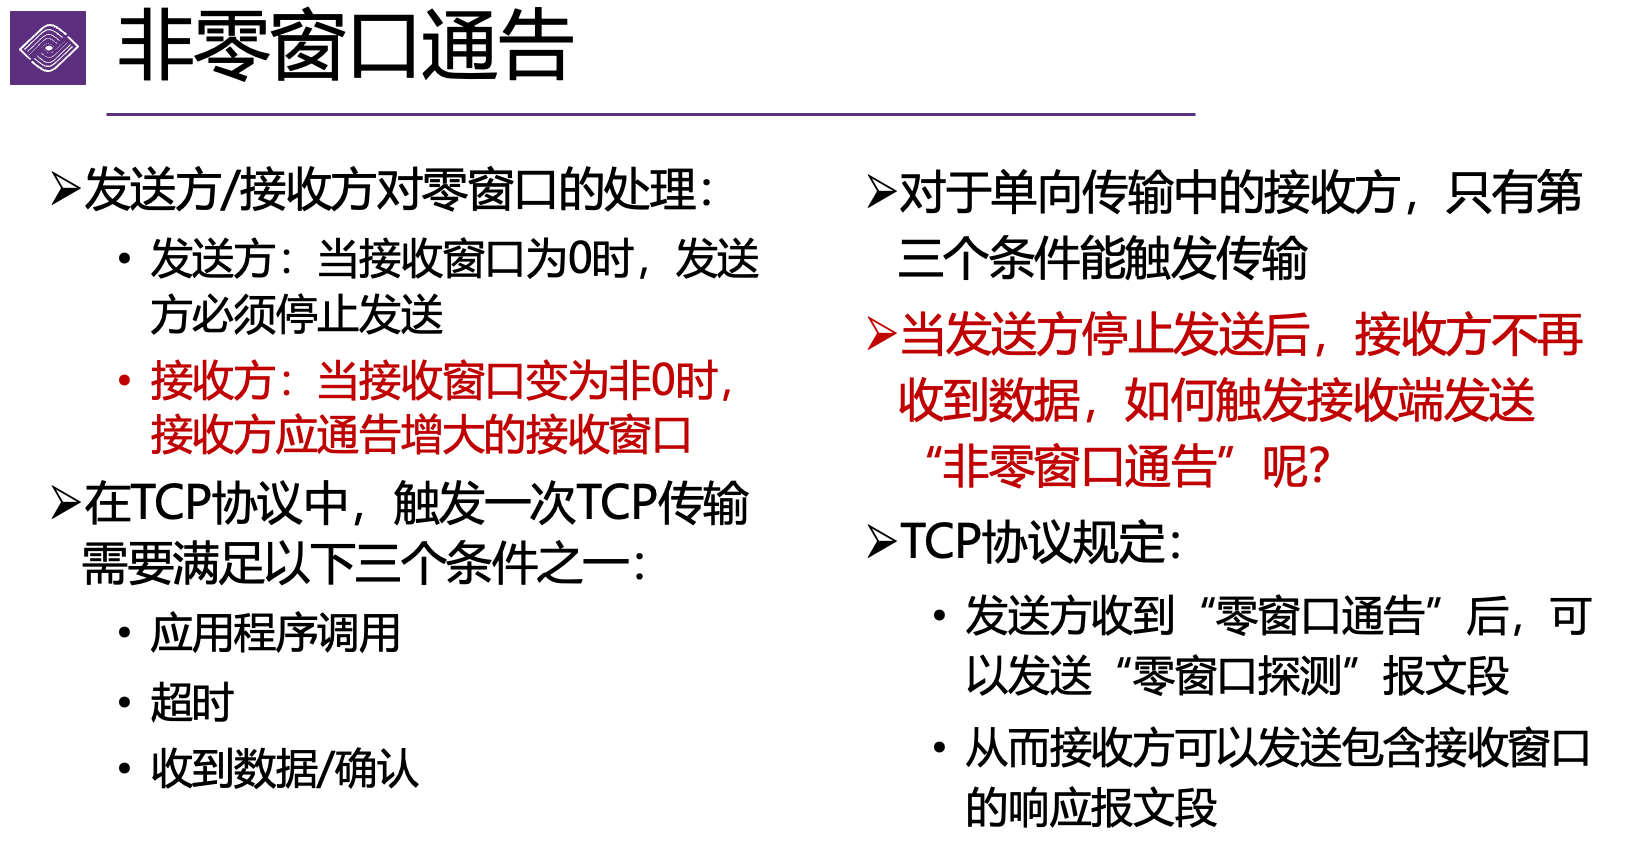 非零窗口通告
发送方/接收方对零窗口的处理：
• 发送方：当接收窗口为0时，发送
方必须停止发送
• 接收方：当接收窗口变为非0时，
接收方应通告增大的接收窗口
在TCP协议中，触发一次TCP传输
需要满足以下三个条件之一：
• 应用程序调用
• 超时
• 收到数据/确认
对于单向传输中的接收方，只有第
三个条件能触发传输
当发送方停止发送后，接收方不再
收到数据，如何触发接收端发送
“非零窗口通告”呢？
TCP协议规定：
• 发送方收到“零窗口通告”后，可
以发送“零窗口探测”报文段
• 从而接收方可以发送包含接收窗口
的响应报文段